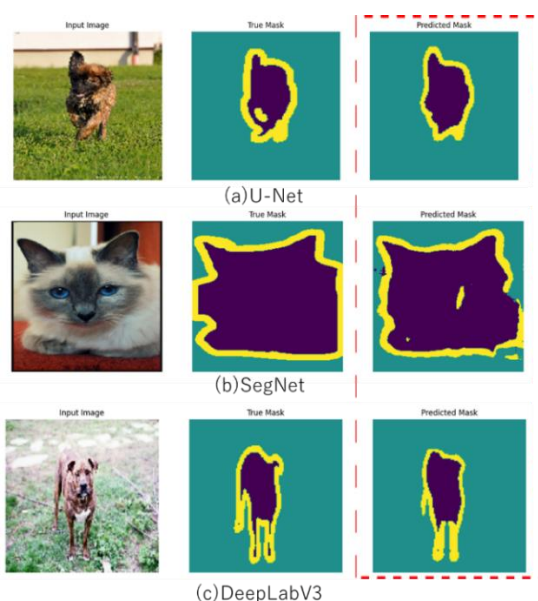 Input Image True Mask Predicted Mask
(a)U-Net
Input Image True Mask Predicted Mask
(b)SegNet
Input Image True Mask Predicted Mask
(c)DeepLabV3